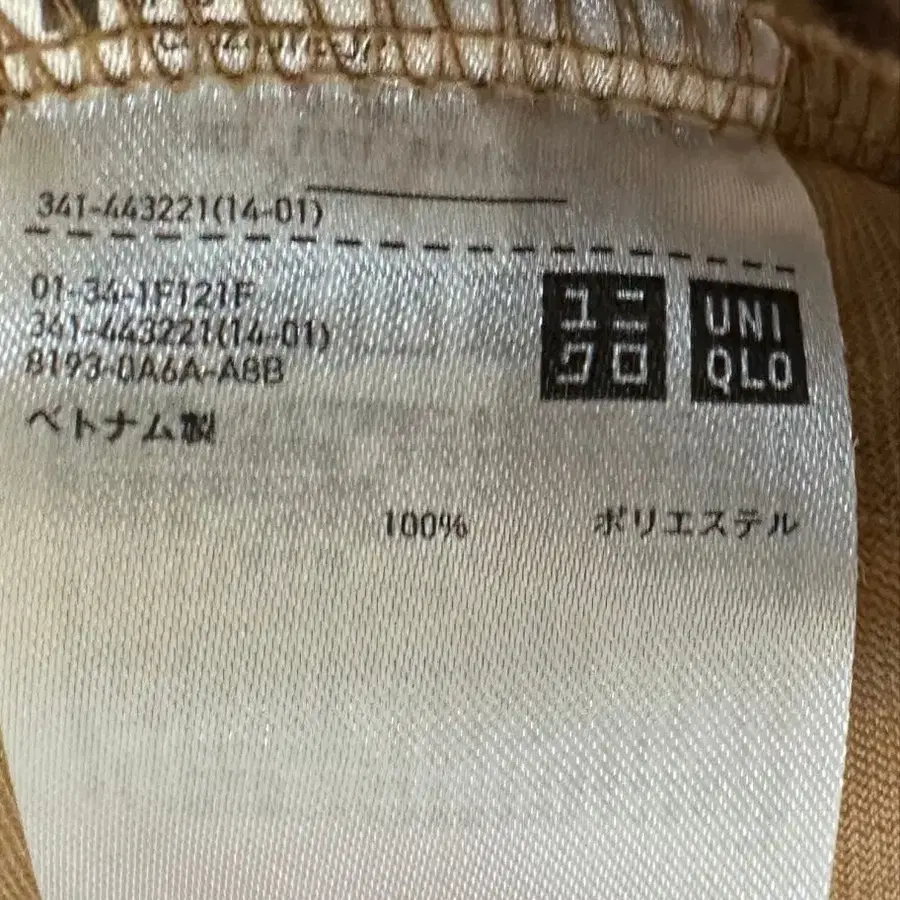 341-443221(14-01)
01-34-1F121F
341-443221(14-01)
8193-0A6A-A8B
ベトナム製
ユニ
クロ
UNI
QLO
100% ポリエステル